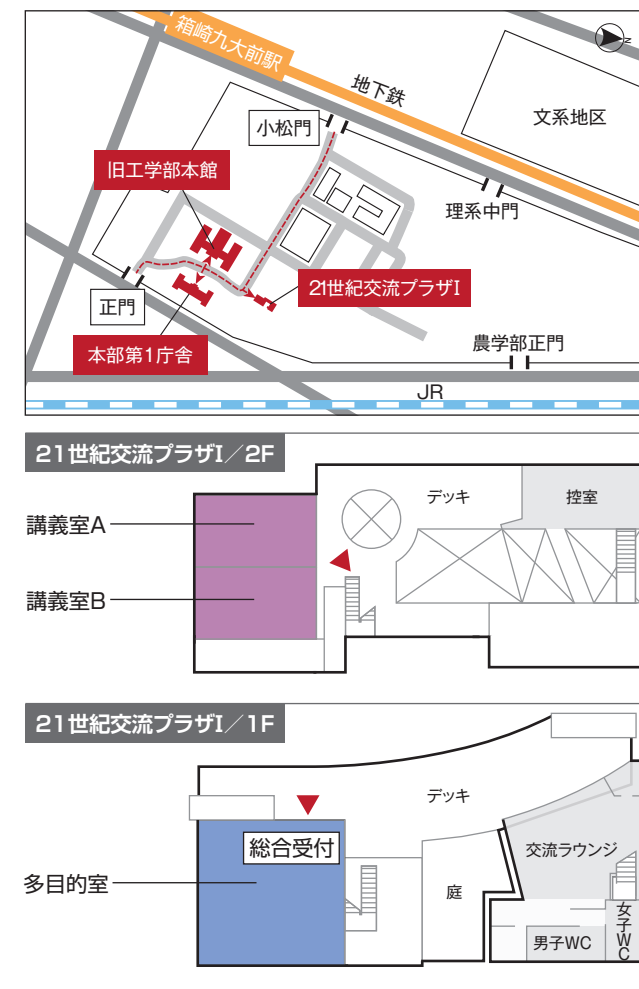 箱崎九大前駅
地下鉄
N
文系地区
小松門
旧工学部本館
理系中門
21世紀交流プラザI
正門
農学部正門
本部第1庁舎
JR
21世紀交流プラザI／2F
デッキ
控室
講義室A
講義室B
21世紀交流プラザI／1F
デッキ
総合受付
交流ラウンジ
多目的室
庭
女子WC
男子WC